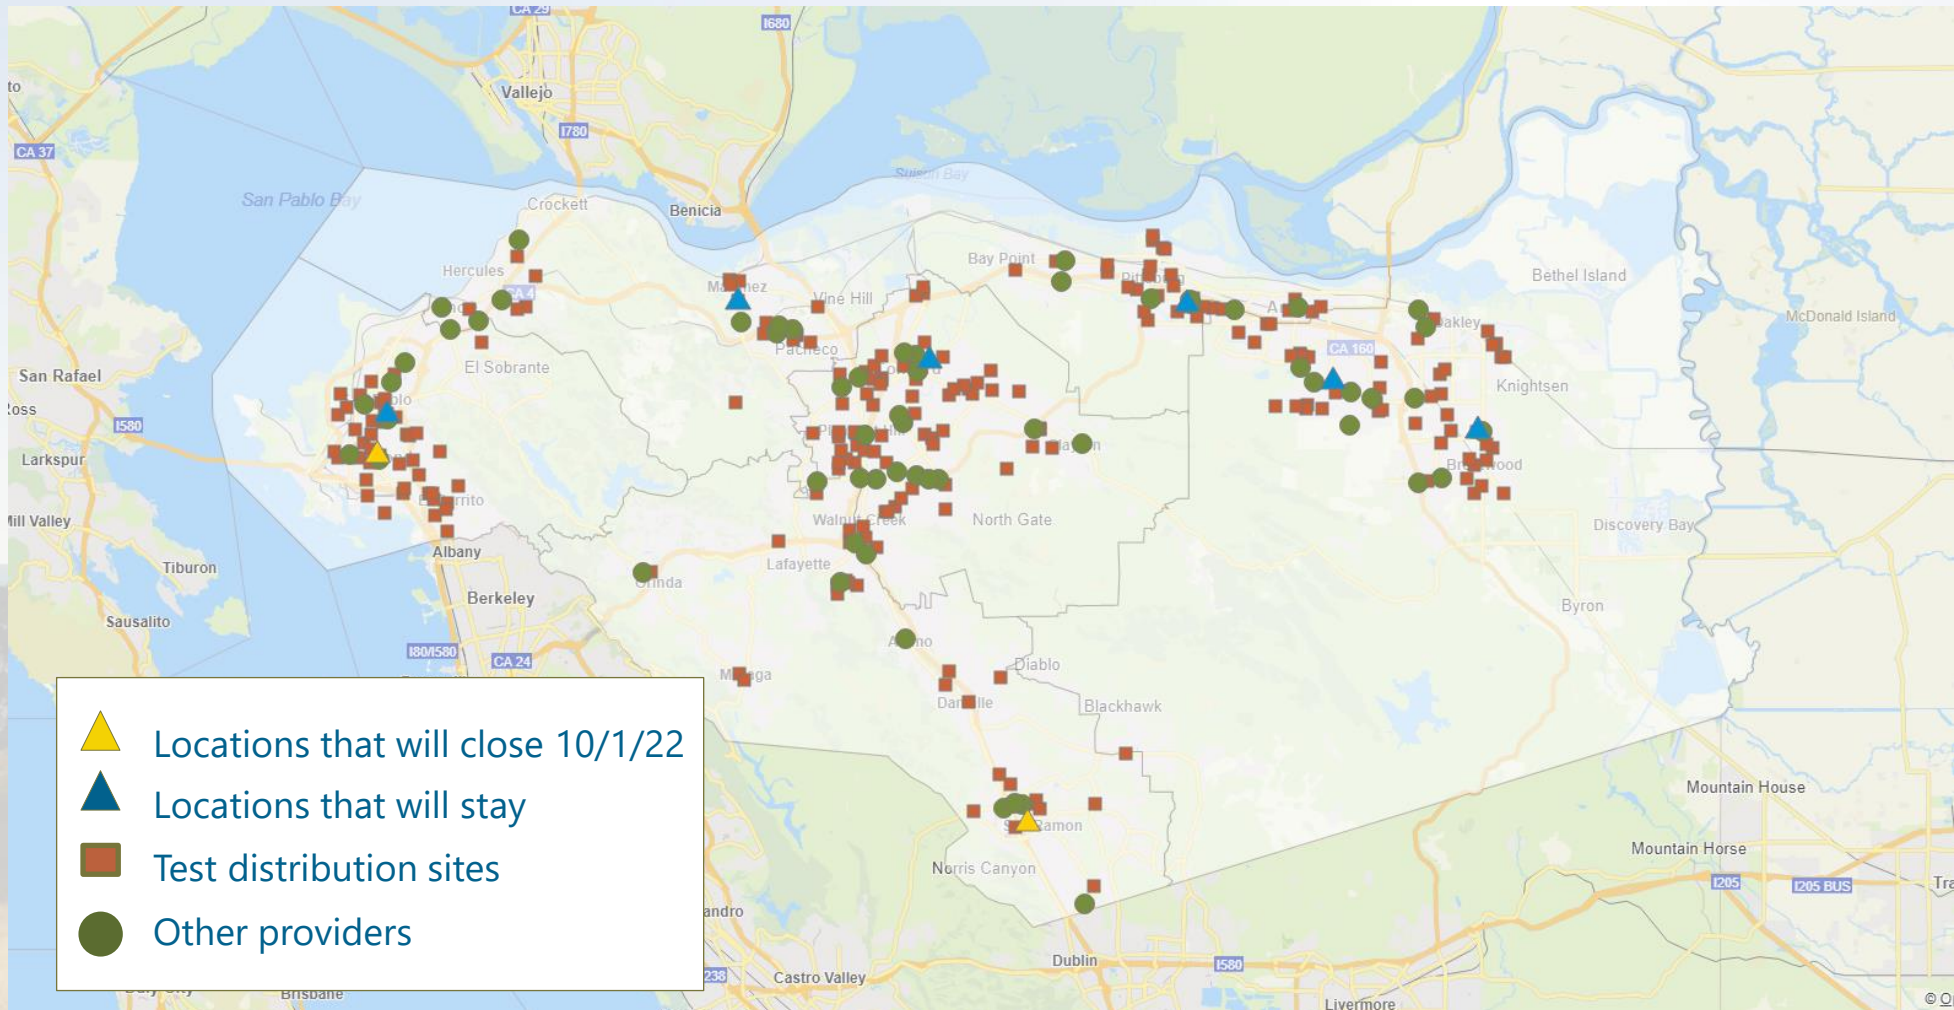 CA 29
I680
Vallejo
I780
CA 37
San Pablo Bay
Suisun Bay
Crockett
Benicia
Hercules
CA 4
Bay Point
Bethel Island
Vine Hill
McDonald Island
Pacheco
CA 160
El Sobrante
San Rafael
Knightsen
I580
Larkspur
Mill Valley
Walnut Creek
North Gate
Discovery Bay
Albany
Lafayette
Tiburon
Berkeley
Byron
Sausalito
I80/I580
CA 24
Diablo
Blackhawk
Locations that will close 10/1/22
Locations that will stay
Test distribution sites
Other providers
Mountain House
Mountain Horse
Norris Canyon
I205
I205 BUS
Dublin
I580
238
Castro Valley
Brisbane
Livermore